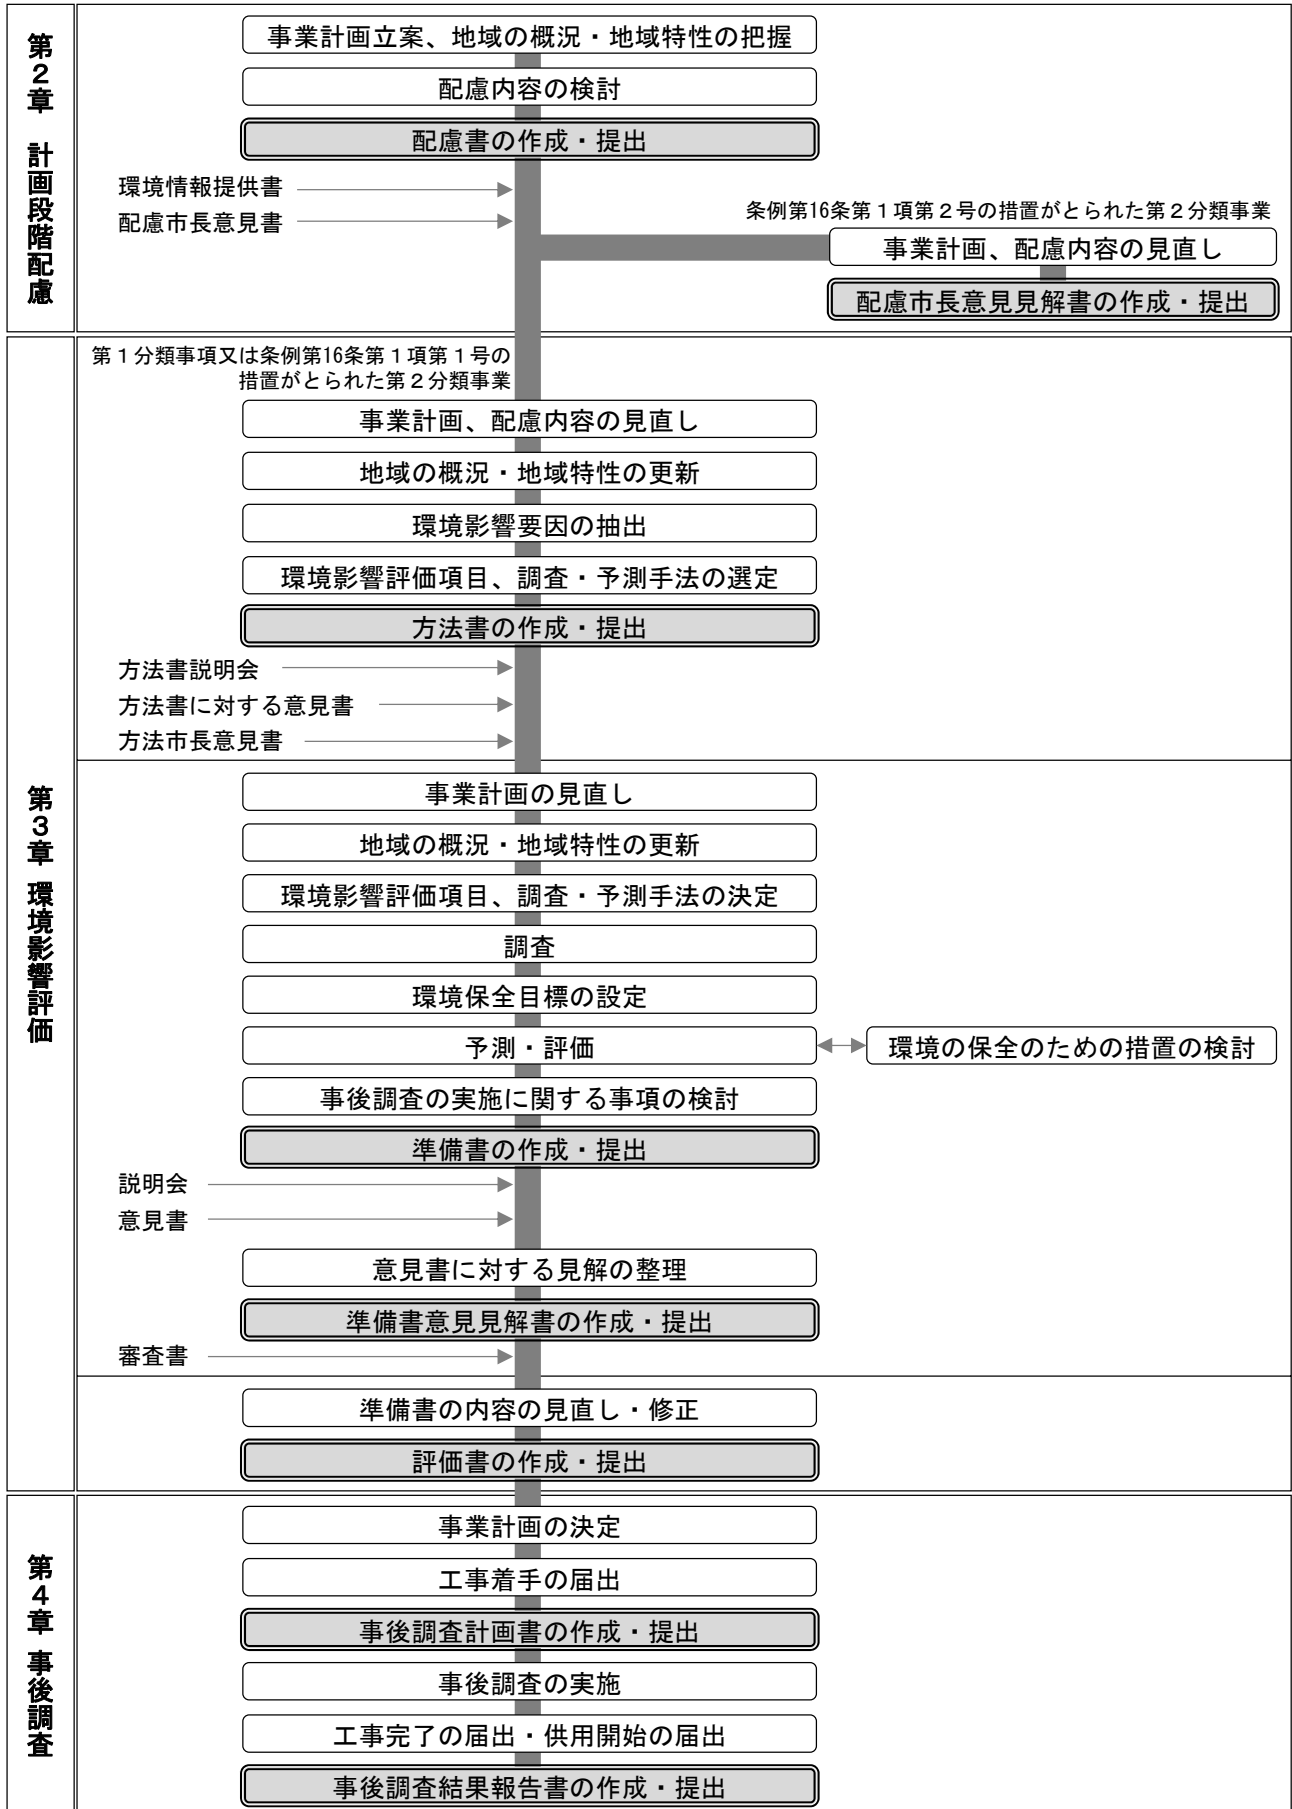 第２章　計画段階配慮
事業計画立案、地域の概況・地域特性の把握
配慮内容の検討
配慮書の作成・提出
環境情報提供書
配慮市長意見書
条例第16条第１項第２号の措置がとられた第２分類事業
事業計画、配慮内容の見直し
配慮市長意見見解書の作成・提出
第３章　環境影響評価
第１分類事項又は条例第16条第１項第１号の
措置がとられた第２分類事業
事業計画、配慮内容の見直し
地域の概況・地域特性の更新
環境影響要因の抽出
環境影響評価項目、調査・予測手法の選定
方法書の作成・提出
方法書説明会
方法書に対する意見書
方法市長意見書
事業計画の見直し
地域の概況・地域特性の更新
環境影響評価項目、調査・予測手法の決定
調査
環境保全目標の設定
予測・評価
環境の保全のための措置の検討
事後調査の実施に関する事項の検討
準備書の作成・提出
説明会
意見書
意見書に対する見解の整理
準備書意見見解書の作成・提出
審査書
準備書の内容の見直し・修正
評価書の作成・提出
第４章　事後調査
事業計画の決定
工事着手の届出
事後調査計画書の作成・提出
事後調査の実施
工事完了の届出・供用開始の届出
事後調査結果報告書の作成・提出